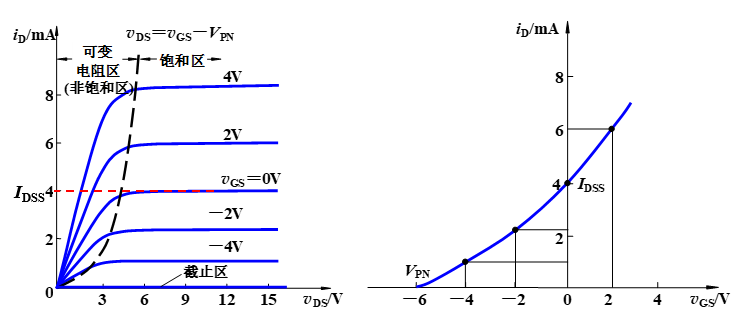 iD/mA
vDS=vGS－VPN
可变
电阻区
(非饱和区)
饱和区
4V
8
2V
6
vGS=0V
IDSS
4
－2V
2
－4V
截止区
0
3
6
9
12
15
vDS/V
iD/mA
8
6
4
IDSS
2
VPN
－6
－4
－2
0
2
4
vGS/V